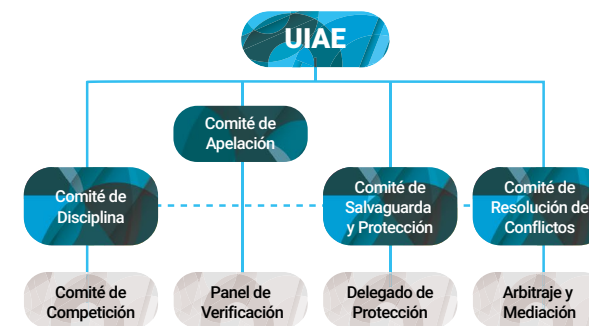 UIAE
Comité de
Apelación
Comité de
Disciplina
Comité de
Salvaguarda
y Protección
Comité de
Resolución de
Conflictos
Comité de
Competición
Panel de
Verificación
Delegado de
Protección
Arbitraje y
Mediación